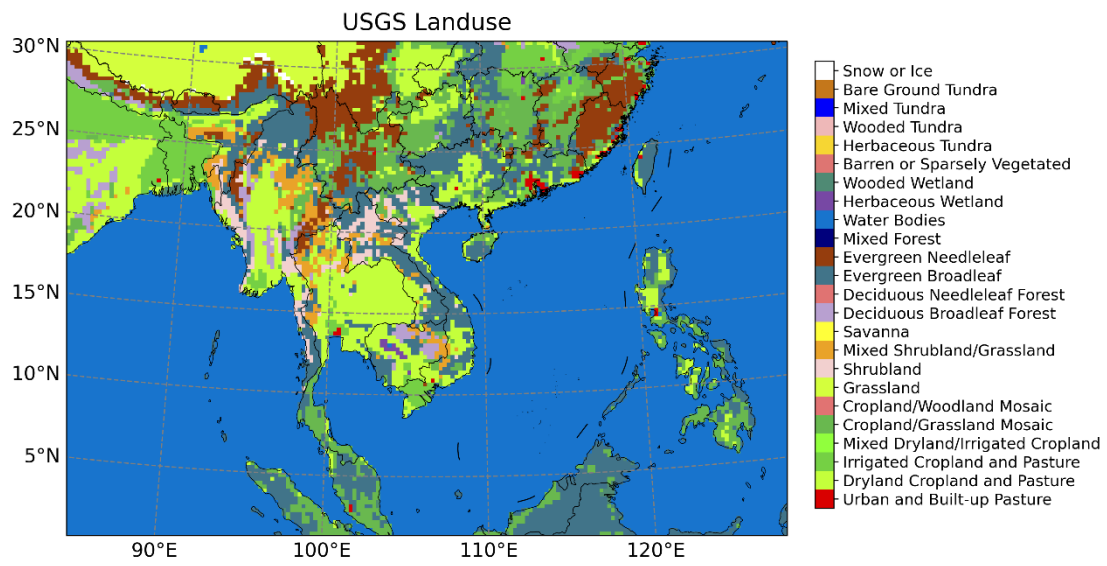 USGS Landuse
30°N
25°N
20°N
15°N
10°N
5°N
90°E
100°E
110°E
120°E
Snow or Ice
Bare Ground Tundra
Mixed Tundra
Wooded Tundra
Herbaceous Tundra
Barren or Sparsely Vegetated
Wooded Wetland
Herbaceous Wetland
Water Bodies
Mixed Forest
Evergreen Needleleaf
Evergreen Broadleaf
Deciduous Needleleaf Forest
Deciduous Broadleaf Forest
Savanna
Mixed Shrubland/Grassland
Shrubland
Grassland
Cropland/Woodland Mosaic
Cropland/Grassland Mosaic
Mixed Dryland/Irrigated Cropland
Irrigated Cropland and Pasture
Dryland Cropland and Pasture
Urban and Built-up Pasture